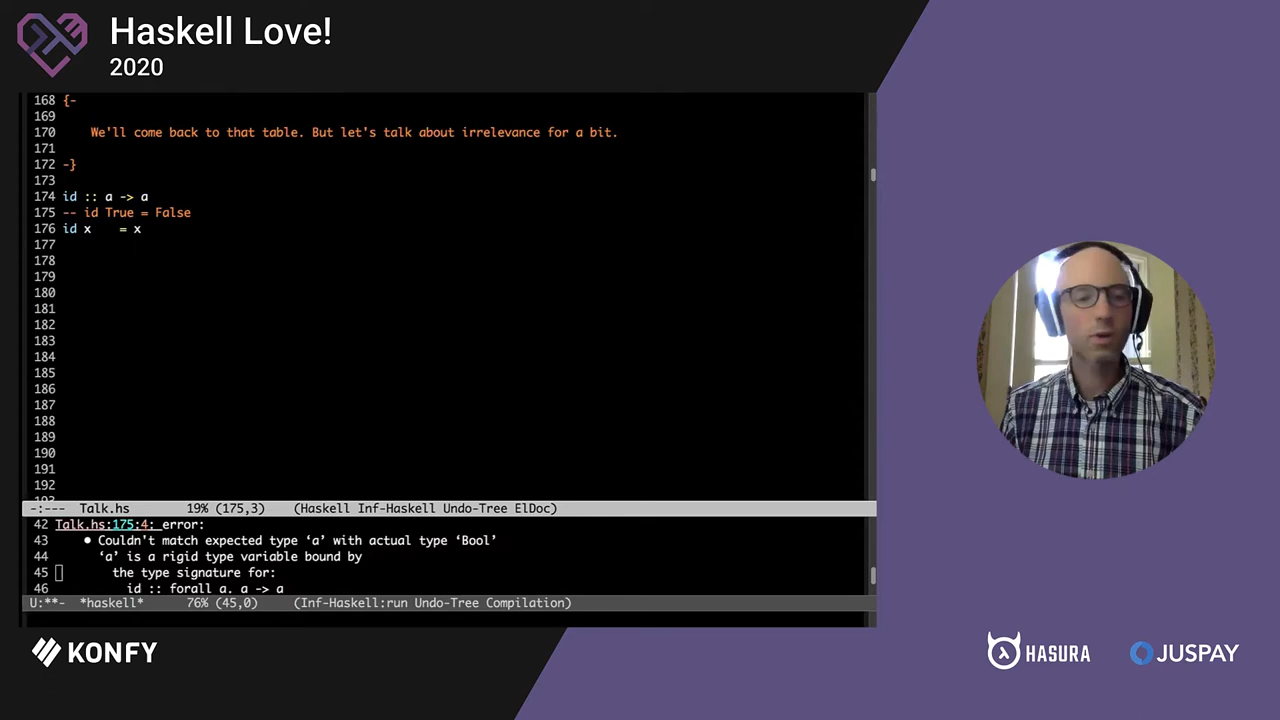 Haskell Love!
2020
168 {-
169
170 We'll come back to that table. But let's talk about irrelevance for a bit.
171
172 -}
173
174 id :: a -> a
175 -- id True = False
176 id x    = x
177
178
179
180
181
182
183
184
185
186
187
188
189
190
191
192
-:--- Talk.hs 19% (175,3) (Haskell Inf-Haskell Undo-Tree ElDoc)
42 Talk.hs:175:4: error:
43 • Couldn't match expected type ‘a’ with actual type ‘Bool’
44 ‘a’ is a rigid type variable bound by
45 the type signature for:
46 id :: forall a. a -> a
U:**- *haskell* 76% (45,0) (Inf-Haskell:run Undo-Tree Compilation)
KONFY
HASURA
JUSPAY